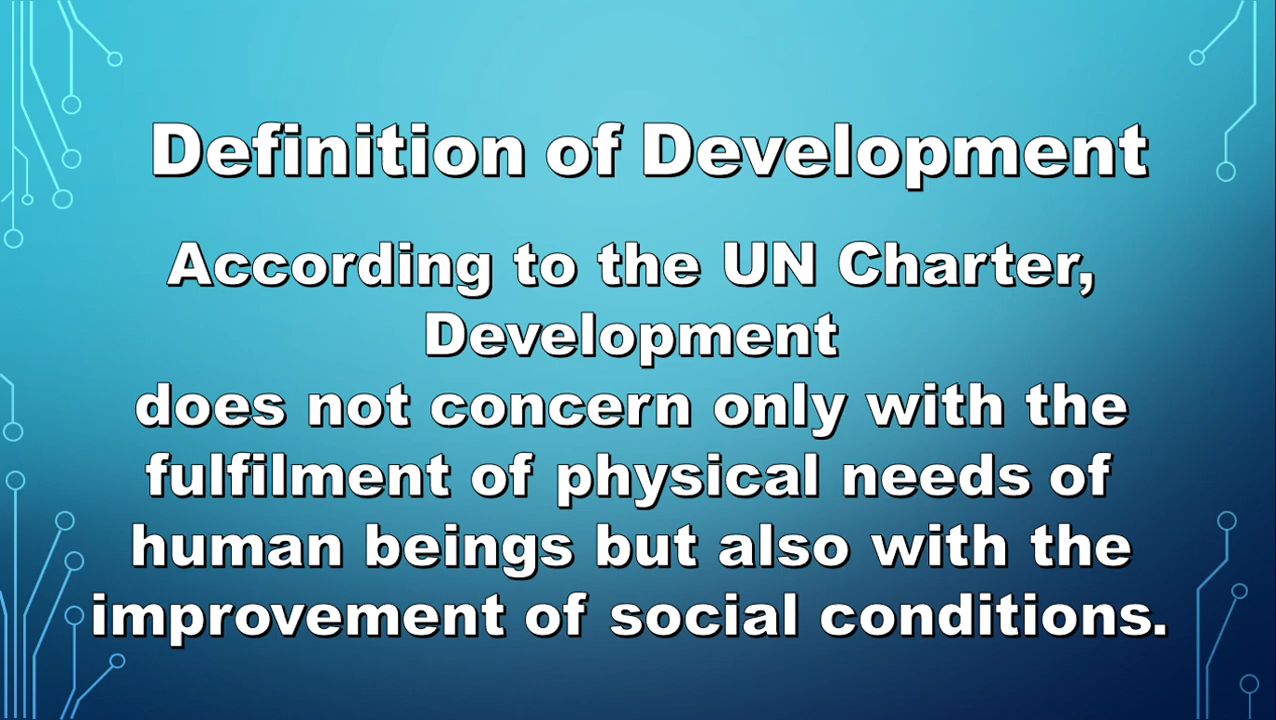 Definition of Development
According to the UN Charter,
Development
does not concern only with the
fulfilment of physical needs of
human beings but also with the
improvement of social conditions.